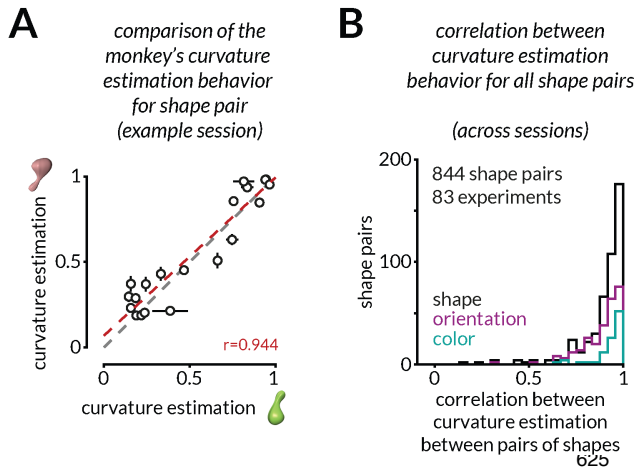 A
comparison of the
monkey's curvature
estimation behavior
for shape pair
(example session)
1
0.5
0
curvature estimation
r=0.944
0
0.5
1
curvature estimation
B
correlation between
curvature estimation
behavior for all shape pairs
(across sessions)
200
100
0
shape pairs
844 shape pairs
83 experiments
shape
orientation
color
0
0.5
1
correlation between
curvature estimation
between pairs of shapes
625